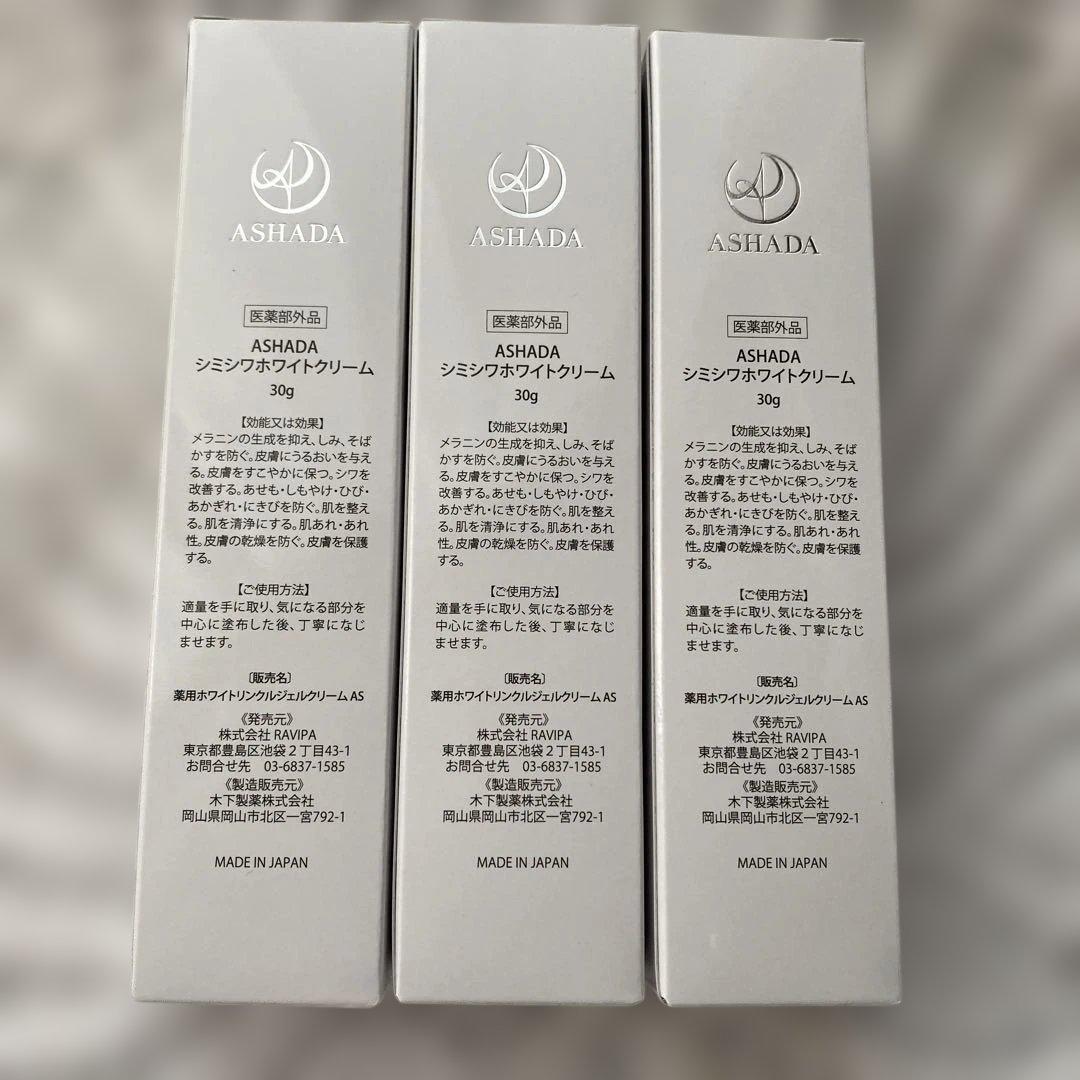 ASHADA
医薬部外品
ASHADA
シミシワホワイトクリーム
30g
【効能又は効果】
メラニンの生成を抑え、しみ、そば
かすを防ぐ。皮膚にうるおいを与え
る。皮膚をすこやかに保つ。シワを
改善する。あせも・しもやけ・ひび・
あかぎれ・にきびを防ぐ。肌を整え
る。肌を清浄にする。肌あれ・あれ
性。皮膚の乾燥を防ぐ。皮膚を保護
する。
【ご使用方法】
適量を手に取り、気になる部分を
中心に塗布した後、丁寧になじ
ませます。
〔販売名〕
薬用ホワイトリンクルジェルクリーム AS
《発売元》
株式会社 RAVIPA
東京都豊島区池袋２丁目43-1
お問合せ先　03-6837-1585
《製造販売元》
木下製薬株式会社
岡山県岡山市北区一宮792-1
MADE IN JAPAN
ASHADA
医薬部外品
ASHADA
シミシワホワイトクリーム
30g
【効能又は効果】
メラニンの生成を抑え、しみ、そば
かすを防ぐ。皮膚にうるおいを与え
る。皮膚をすこやかに保つ。シワを
改善する。あせも・しもやけ・ひび・
あかぎれ・にきびを防ぐ。肌を整え
る。肌を清浄にする。肌あれ・あれ
性。皮膚の乾燥を防ぐ。皮膚を保護
する。
【ご使用方法】
適量を手に取り、気になる部分を
中心に塗布した後、丁寧になじ
ませます。
〔販売名〕
薬用ホワイトリンクルジェルクリーム AS
《発売元》
株式会社 RAVIPA
東京都豊島区池袋２丁目43-1
お問合せ先　03-6837-1585
《製造販売元》
木下製薬株式会社
岡山県岡山市北区一宮792-1
MADE IN JAPAN
ASHADA
医薬部外品
ASHADA
シミシワホワイトクリーム
30g
【効能又は効果】
メラニンの生成を抑え、しみ、そば
かすを防ぐ。皮膚にうるおいを与え
る。皮膚をすこやかに保つ。シワを
改善する。あせも・しもやけ・ひび・
あかぎれ・にきびを防ぐ。肌を整え
る。肌を清浄にする。肌あれ・あれ
性。皮膚の乾燥を防ぐ。皮膚を保護
する。
【ご使用方法】
適量を手に取り、気になる部分を
中心に塗布した後、丁寧になじ
ませます。
〔販売名〕
薬用ホワイトリンクルジェルクリーム AS
《発売元》
株式会社 RAVIPA
東京都豊島区池袋２丁目43-1
お問合せ先　03-6837-1585
《製造販売元》
木下製薬株式会社
岡山県岡山市北区一宮792-1
MADE IN JAPAN